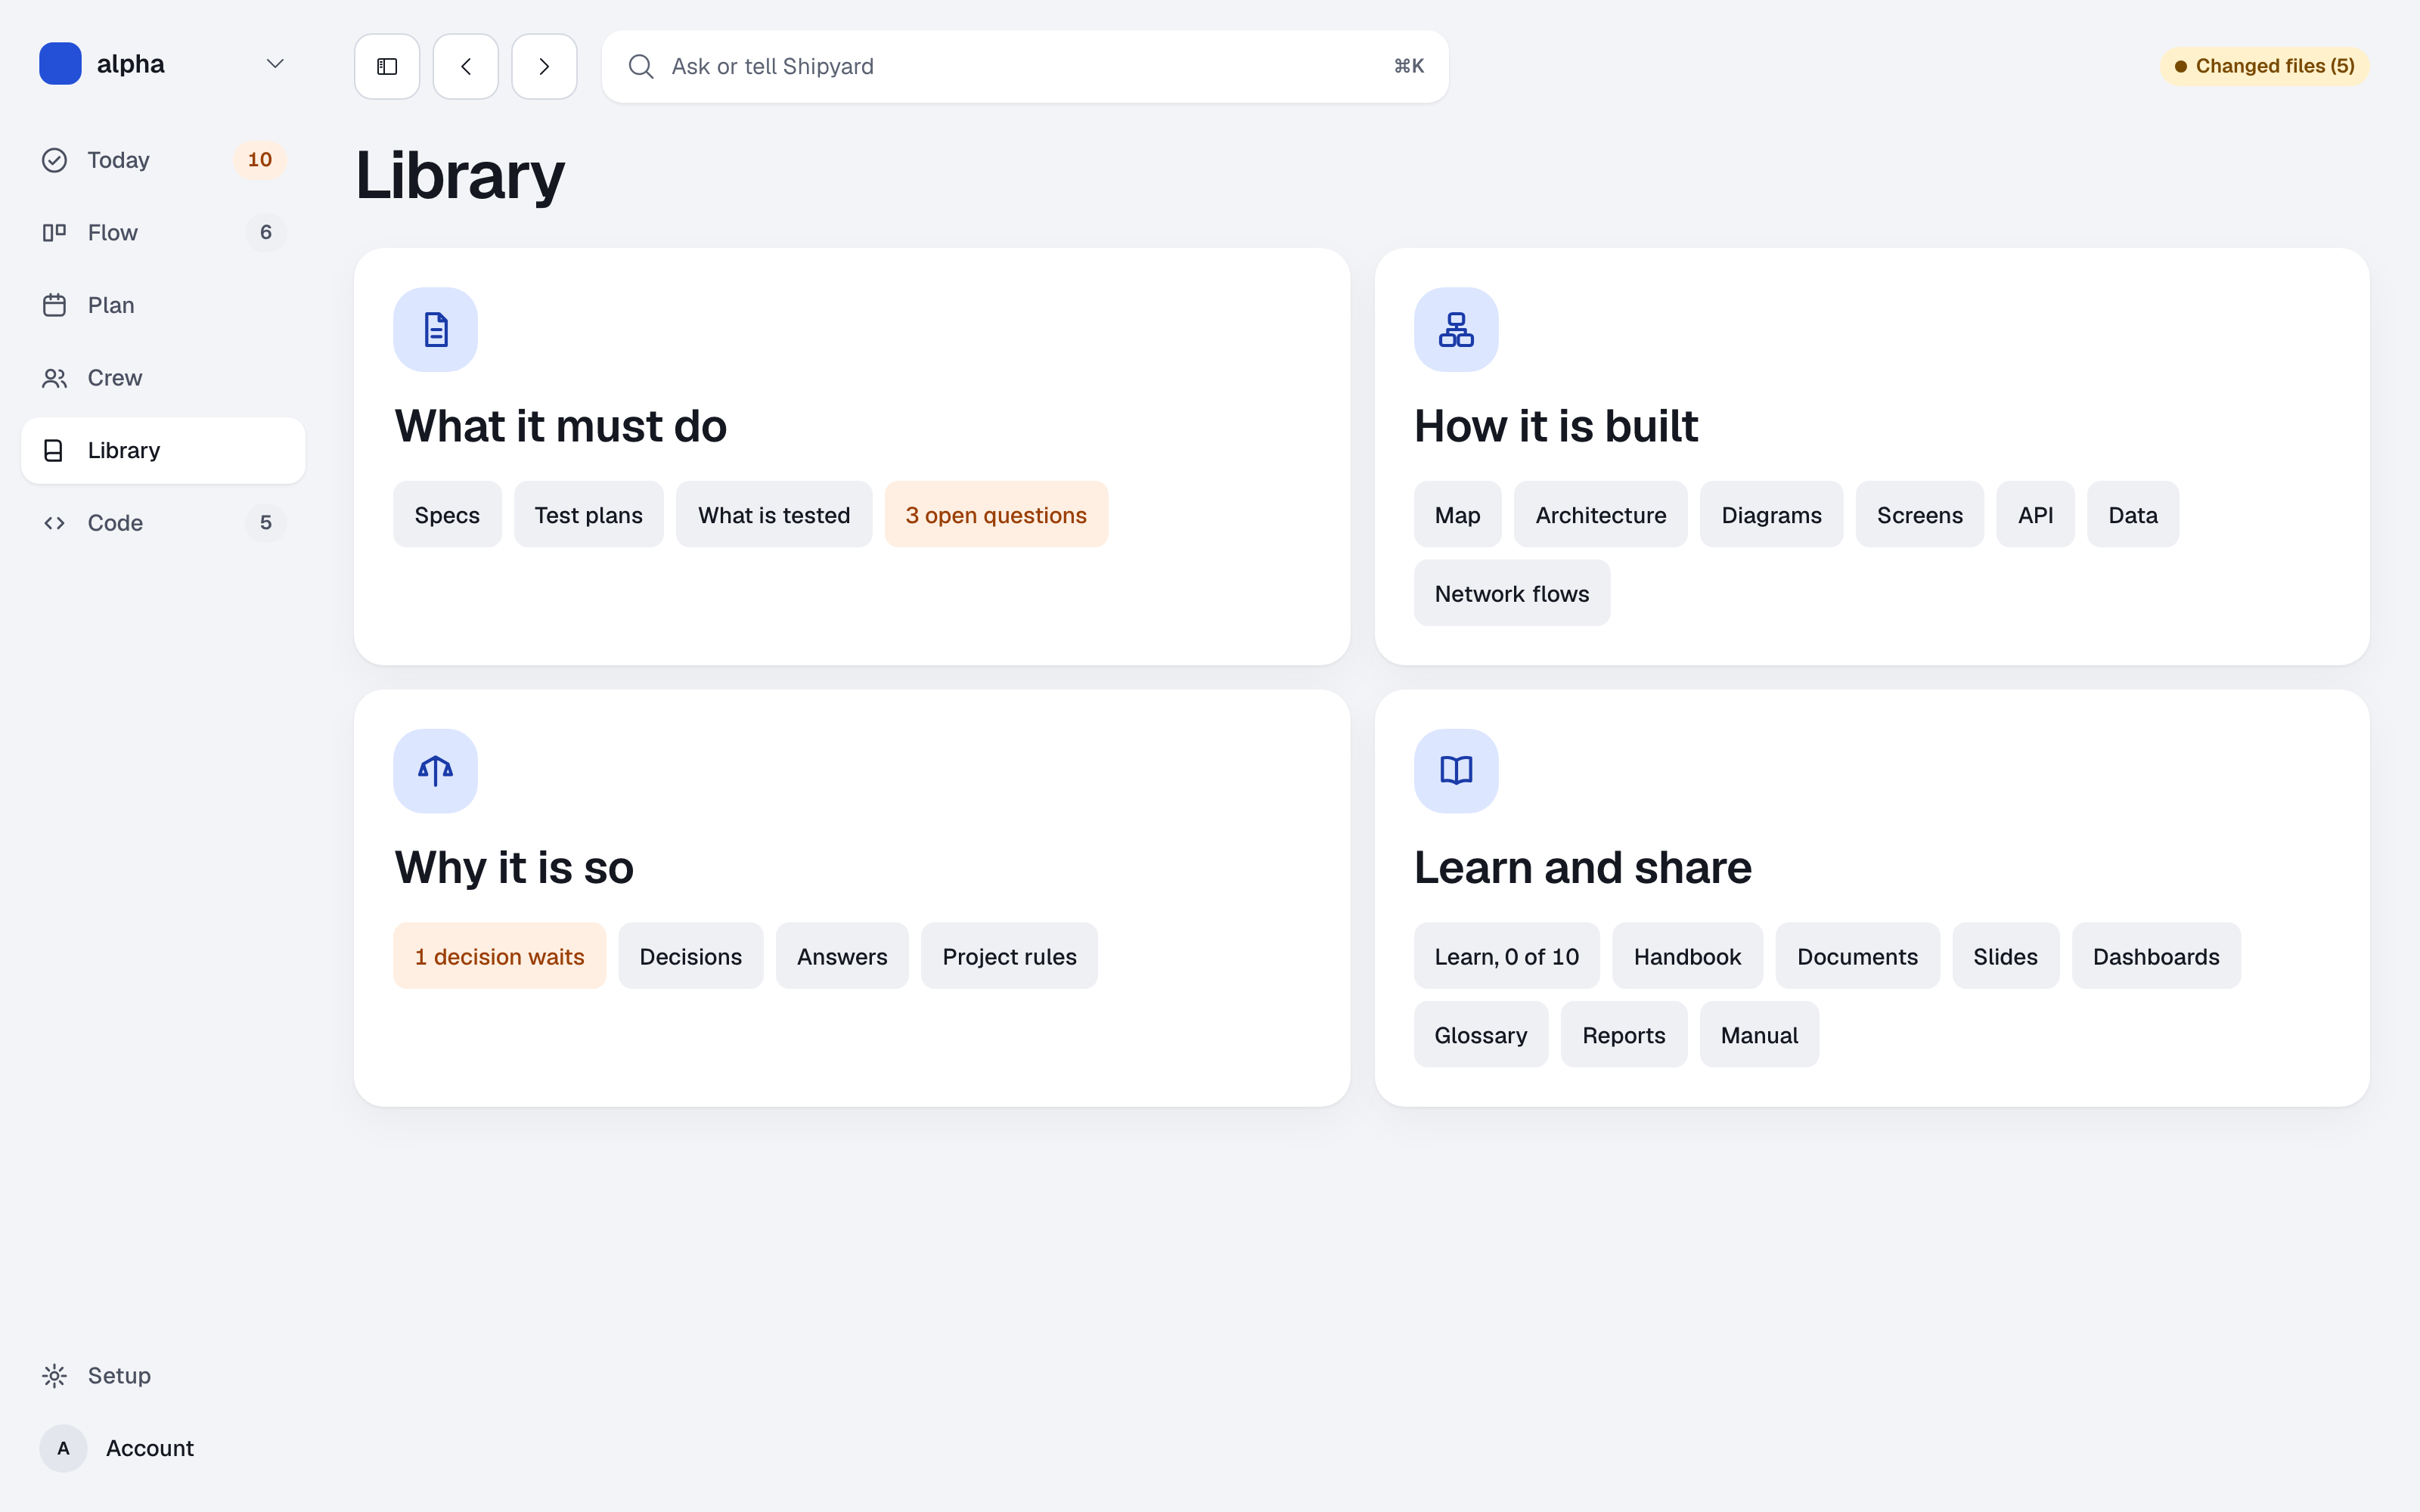 alpha
Ask or tell Shipyard ⌘K
Changed files (5)
Today 10
Flow 6
Plan
Crew
Library
Code 5
Setup
A Account
Library
What it must do
Specs Test plans What is tested 3 open questions
How it is built
Map Architecture Diagrams Screens API Data
Network flows
Why it is so
1 decision waits Decisions Answers Project rules
Learn and share
Learn, 0 of 10 Handbook Documents Slides Dashboards
Glossary Reports Manual